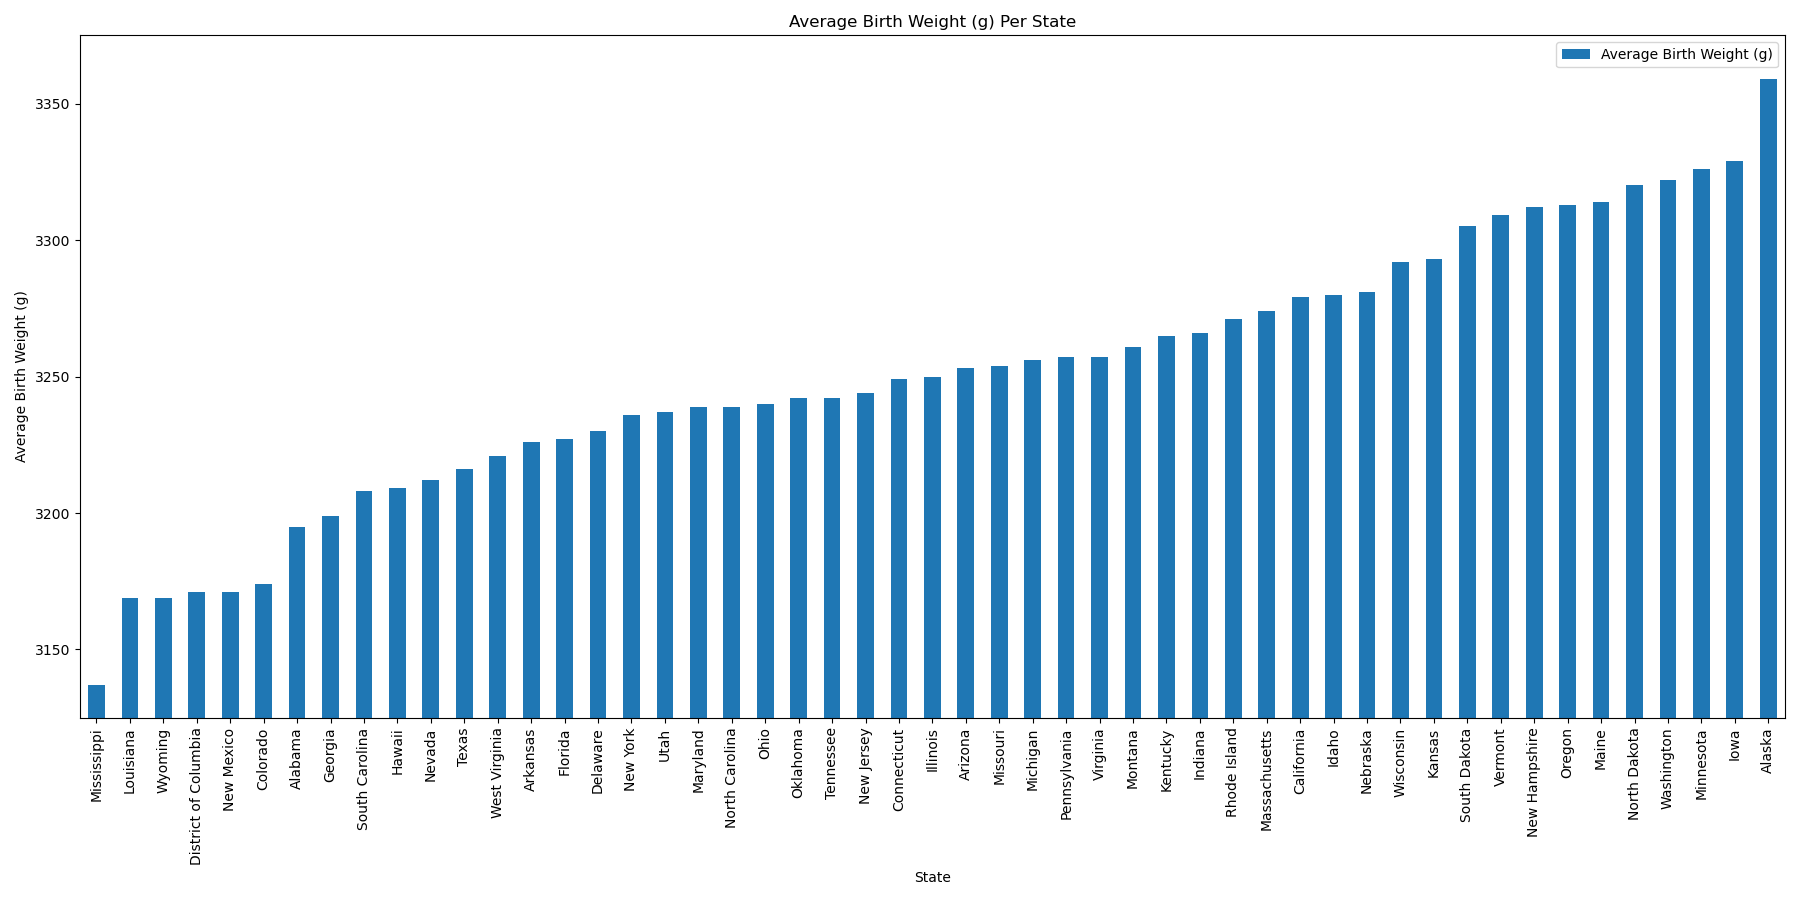 Average Birth Weight (g) Per State
Average Birth Weight (g)
3350
3300
3250
3200
3150
Average Birth Weight (g)
Mississippi
Louisiana
Wyoming
District of Columbia
New Mexico
Colorado
Alabama
Georgia
South Carolina
Hawaii
Nevada
Texas
West Virginia
Arkansas
Florida
Delaware
New York
Utah
Maryland
North Carolina
Ohio
Oklahoma
Tennessee
New Jersey
Connecticut
Illinois
Arizona
Missouri
Michigan
Pennsylvania
Virginia
Montana
Kentucky
Indiana
Rhode Island
Massachusetts
California
Idaho
Nebraska
Wisconsin
Kansas
South Dakota
Vermont
New Hampshire
Oregon
Maine
North Dakota
Washington
Minnesota
Iowa
Alaska
State